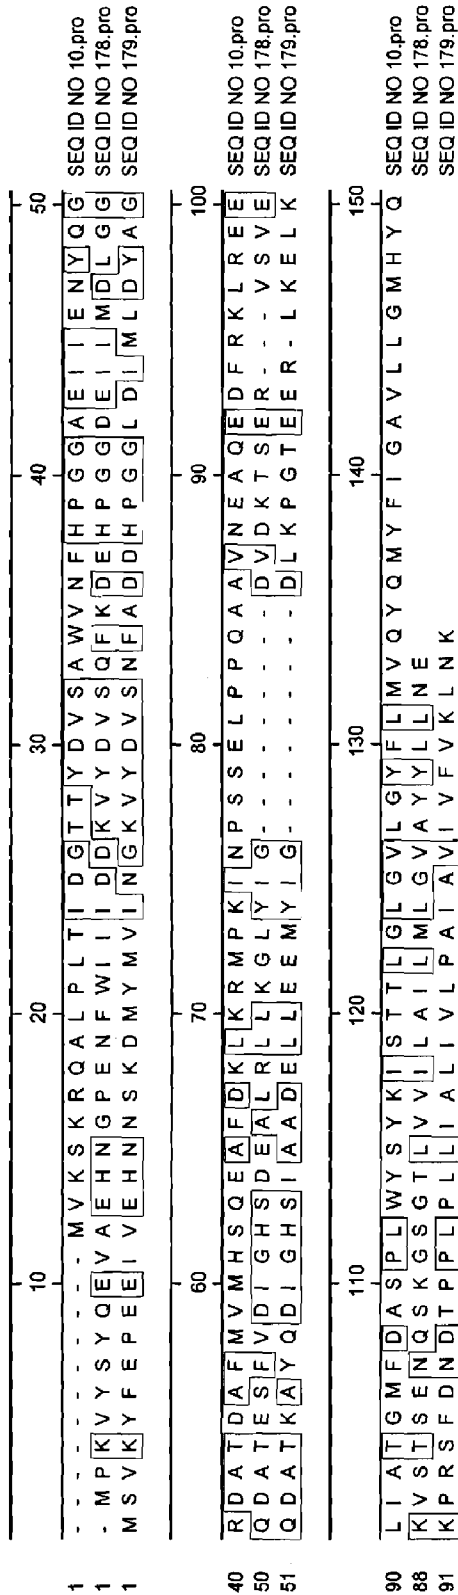 10 20 30 40 50
1 - - - - - - - - - - - M V K S K R Q A L P L T I D G T T Y D V S A W V N F H P G G A E I I E N Y Q G SEQ ID NO 10.pro
1 - M P K V Y S Y Q E V A E H N G P E N F W I I I D D K V Y D V S Q F K D E H P G G D E I I M D L G G SEQ ID NO 178.pro
1 M S V K Y F E P E E I V E H N N S K D M Y M V I N G K V Y D V S N F A D D H P G G L D I M L D Y A G SEQ ID NO 179.pro
60 70 80 90 100
40 R D A T D A F M V M H S Q E A F D K L K R M P K I N P S S E L P P Q A A V N E A Q E D F R K L R E E SEQ ID NO 10.pro
50 Q D A T E S F V D I G H S D E A L R L L K G L Y I G - - - - - - - - - D V D K T S E R - - - V S V E SEQ ID NO 178.pro
51 Q D A T K A Y Q D I G H S I A A D E L L E E M Y I G - - - - - - - - - D L K P G T E E R - L K E L K SEQ ID NO 179.pro
110 120 130 140 150
90 L I A T G M F D A S P L W Y S Y K I S T T L G L G V L G Y F L M V Q Y Q M Y F I G A V L L G M H Y Q SEQ ID NO 10.pro
88 K V S T S E N Q S K G S G T L V V I L A I L M L G V A Y Y L L N E SEQ ID NO 178.pro
91 K P R S F D N D T P P L P L L I A L I V L P A I A V I V F V K L N K SEQ ID NO 179.pro